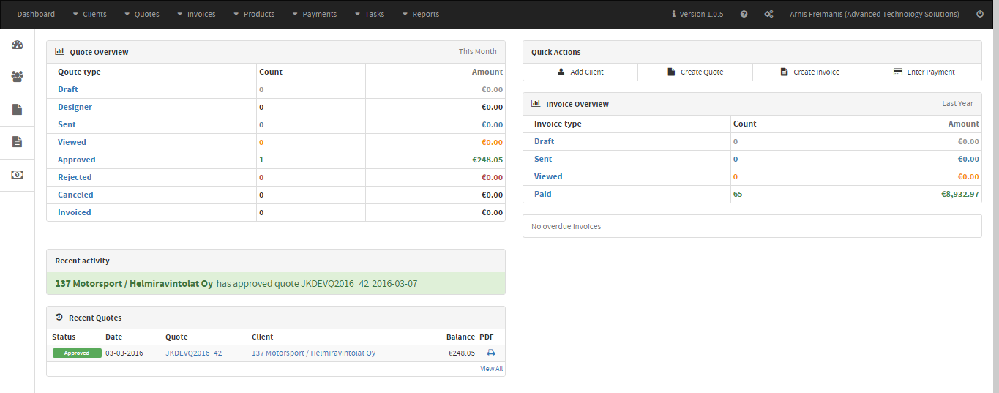 Dashboard Clients Quotes Invoices Products Payments Tasks Reports Version 1.0.5 Arnis Freimanis (Advanced Technology Solutions)
Quote Overview This Month
Qoute type Count Amount
Draft 0 €0.00
Designer 0 €0.00
Sent 0 €0.00
Viewed 0 €0.00
Approved 1 €248.05
Rejected 0 €0.00
Canceled 0 €0.00
Invoiced 0 €0.00
Quick Actions
Add Client Create Quote Create Invoice Enter Payment
Invoice Overview Last Year
Invoice type Count Amount
Draft 0 €0.00
Sent 0 €0.00
Viewed 0 €0.00
Paid 65 €8,932.97
No overdue invoices
Recent activity
137 Motorsport / Helmiravintolat Oy has approved quote JKDEVQ2016_42 2016-03-07
Recent Quotes
Status Date Quote Client Balance PDF
Approved 03-03-2016 JKDEVQ2016_42 137 Motorsport / Helmiravintolat Oy €248.05
View All